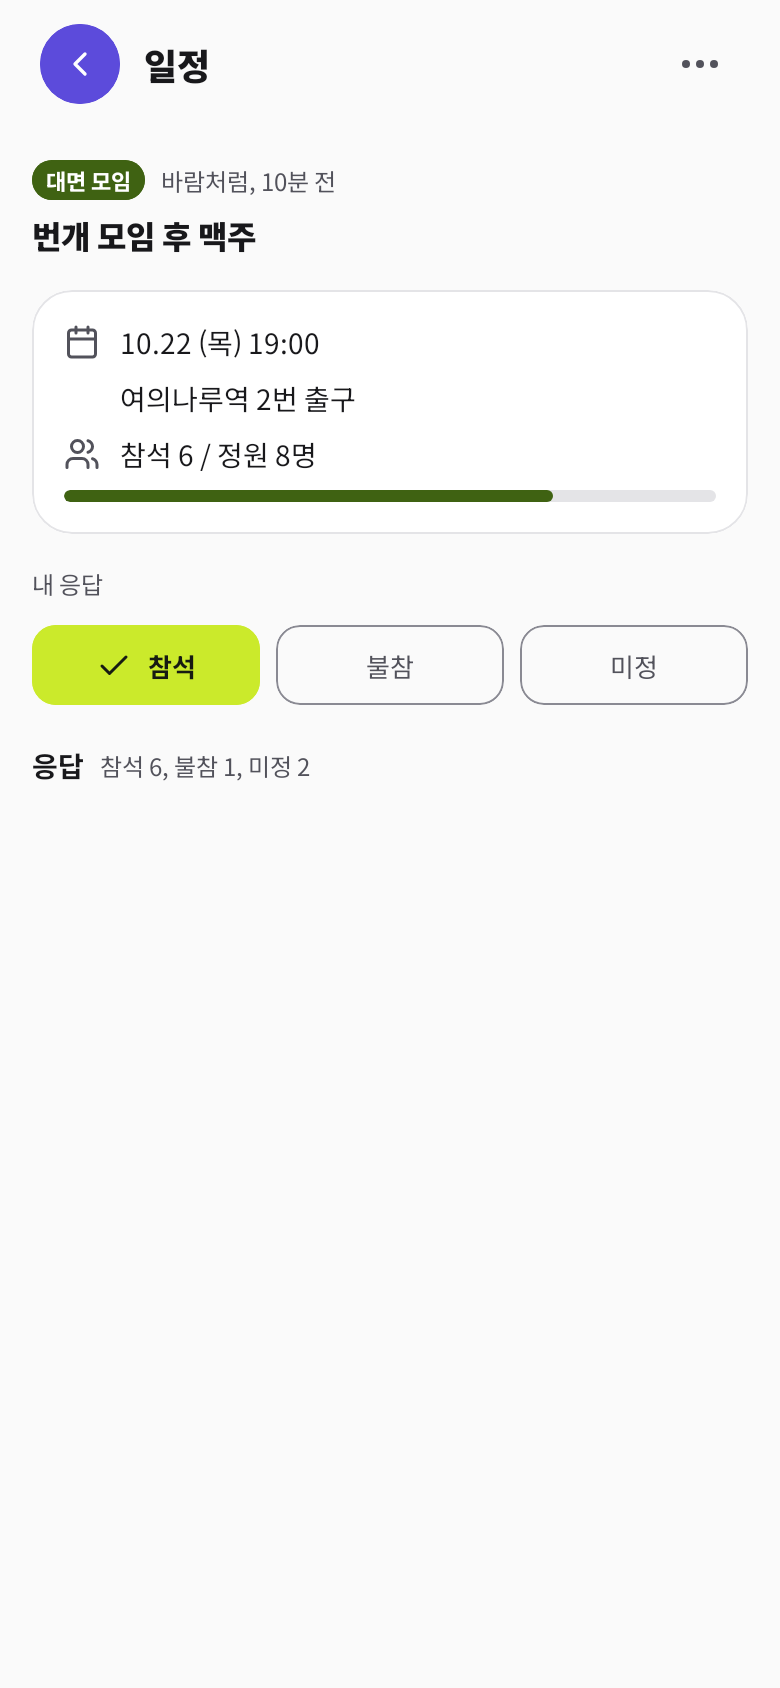 일정
대면 모임 바람처럼, 10분 전
번개 모임 후 맥주
10.22 (목) 19:00
여의나루역 2번 출구
참석 6 / 정원 8명
내 응답
참석 불참 미정
응답 참석 6, 불참 1, 미정 2